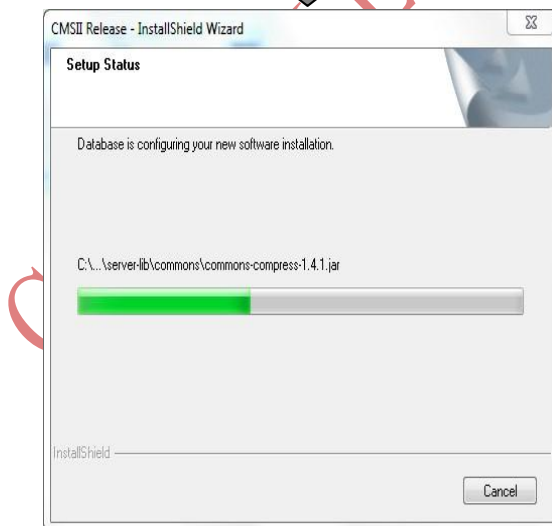 CMSII Release - InstallShield Wizard
Setup Status
Database is configuring your new software installation.
C:\...\server-lib\commons\commons-compress-1.4.1.jar
InstallShield
Cancel